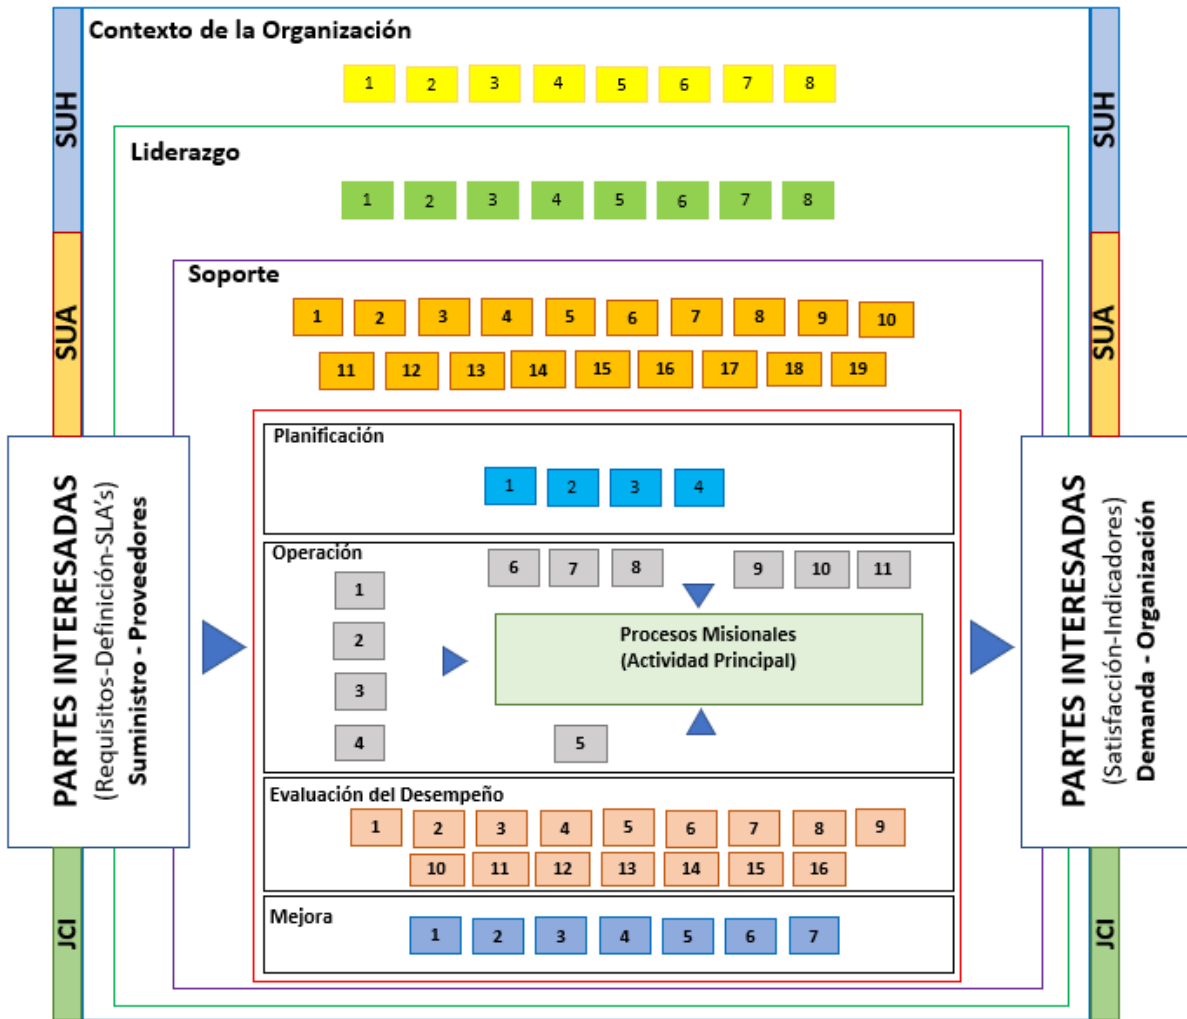 Contexto de la Organización
1 2 3 4 5 6 7 8
Liderazgo
1 2 3 4 5 6 7 8
Soporte
1 2 3 4 5 6 7 8 9 10
11 12 13 14 15 16 17 18 19
SUH
SUA
PARTES INTERESADAS
(Requisitos-Definición-SLA's)
Suministro - Proveedores
JCI
Planificación
1 2 3 4
Operación
1
2
3
4
6 7 8 9 10 11
Procesos Misionales
(Actividad Principal)
5
Evaluación del Desempeño
1 2 3 4 5 6 7 8 9
10 11 12 13 14 15 16
Mejora
1 2 3 4 5 6 7
SUH
SUA
PARTES INTERESADAS
(Satisfacción-Indicadores)
Demanda - Organización
JCI